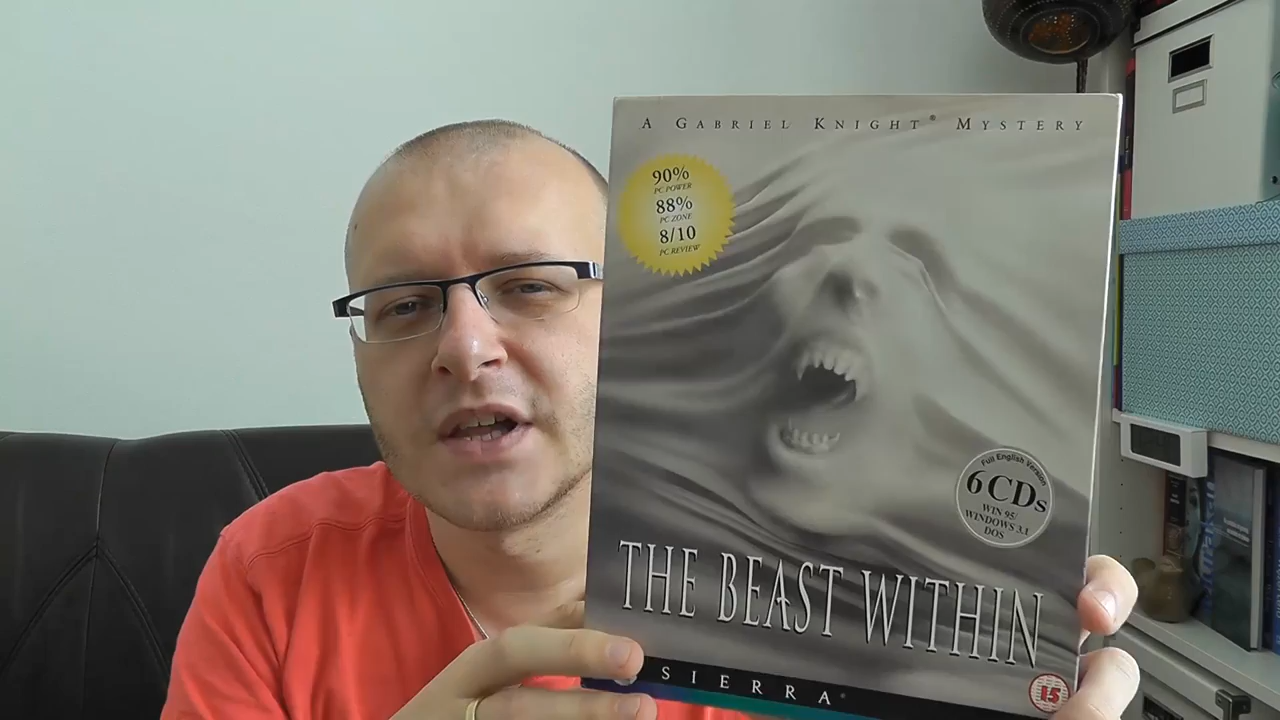 A GABRIEL KNIGHT® MYSTERY
90%
PC POWER
88%
PC ZONE
8/10
PC REVIEW
Full English Version
6 CDs
WIN 95/
WINDOWS 3.1
DOS
THE BEAST WITHIN
SIERRA®
15